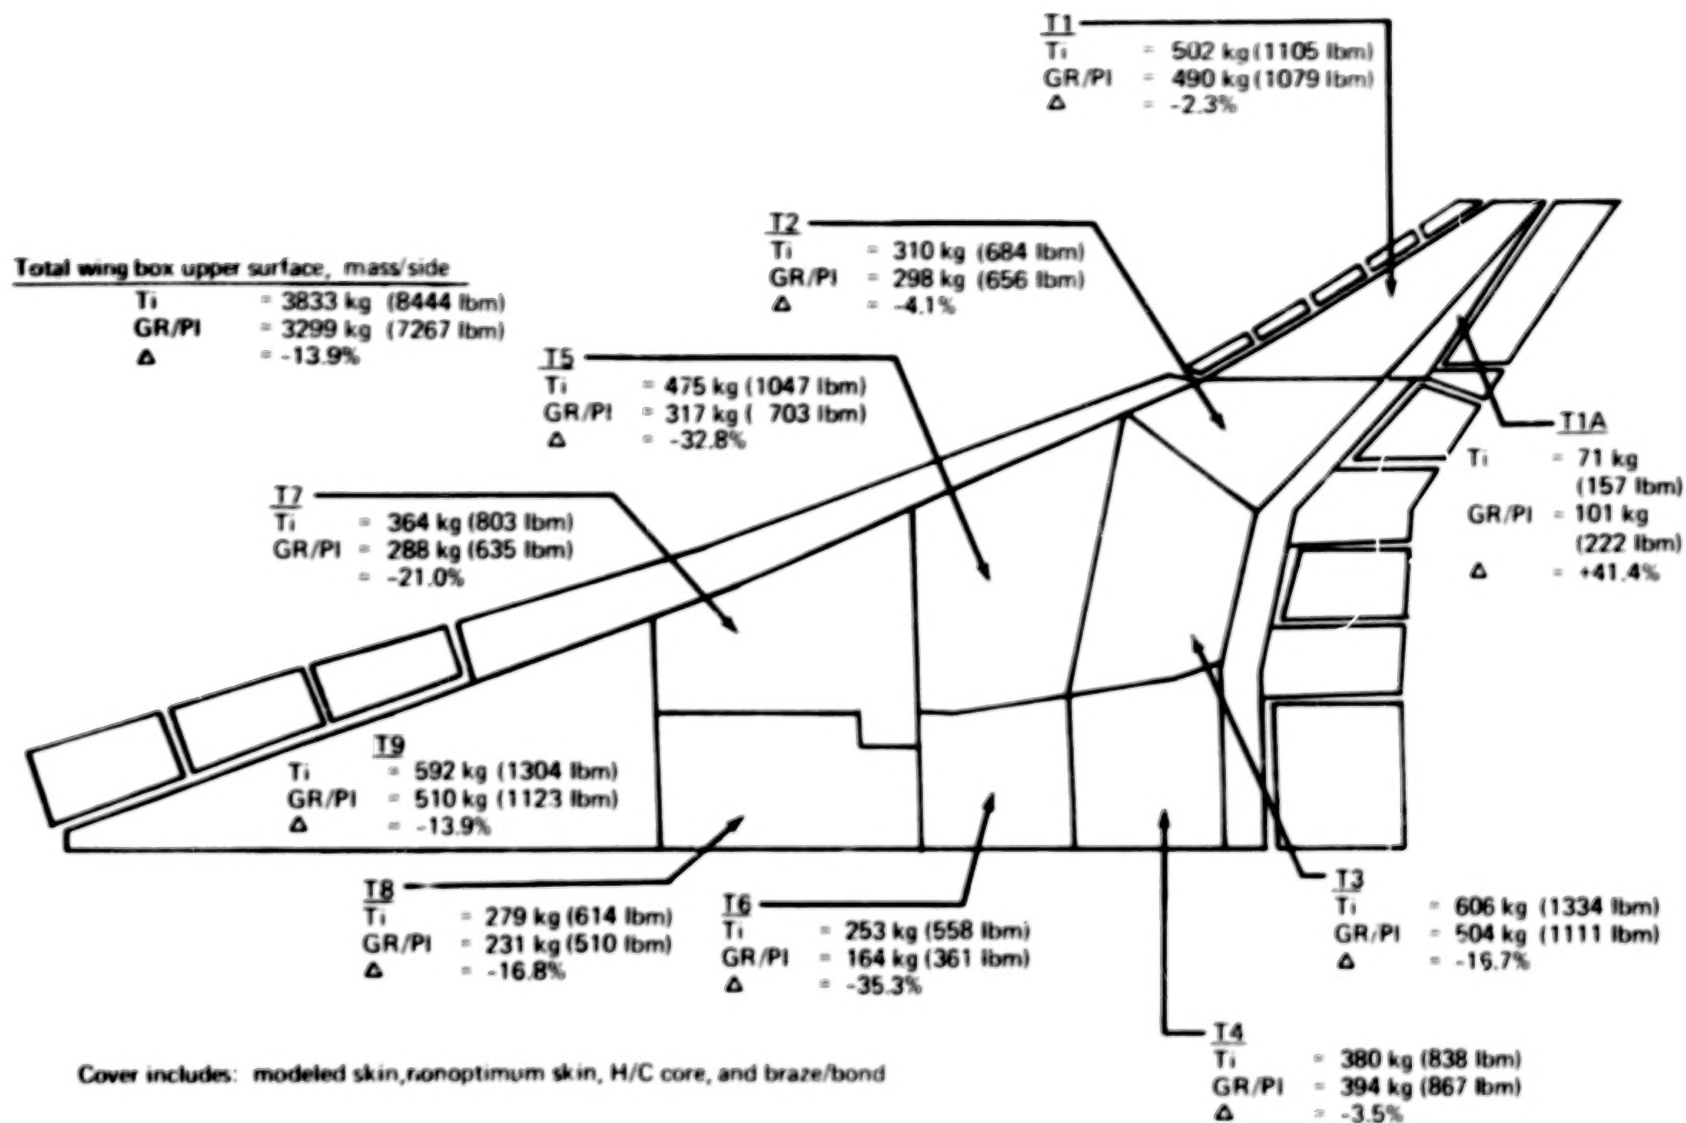 T1
Ti = 502 kg (1105 lbm)
GR/PI = 490 kg (1079 lbm)
Δ = -2.3%
T2
Ti = 310 kg (684 lbm)
GR/PI = 298 kg (656 lbm)
Δ = -4.1%
Total wing box upper surface, mass/side
Ti = 3833 kg (8444 lbm)
GR/PI = 3299 kg (7267 lbm)
Δ = -13.9%
T5
Ti = 475 kg (1047 lbm)
GR/PI = 317 kg ( 703 lbm)
Δ = -32.8%
T1A
Ti = 71 kg
(157 lbm)
GR/PI = 101 kg
(222 lbm)
Δ = +41.4%
T7
Ti = 364 kg (803 lbm)
GR/PI = 288 kg (635 lbm)
= -21.0%
T9
Ti = 592 kg (1304 lbm)
GR/PI = 510 kg (1123 lbm)
Δ = -13.9%
T8
Ti = 279 kg (614 lbm)
GR/PI = 231 kg (510 lbm)
Δ = -16.8%
T6
Ti = 253 kg (558 lbm)
GR/PI = 164 kg (361 lbm)
Δ = -35.3%
T3
Ti = 606 kg (1334 lbm)
GR/PI = 504 kg (1111 lbm)
Δ = -16.7%
T4
Ti = 380 kg (838 lbm)
GR/PI = 394 kg (867 lbm)
Δ = -3.5%
Cover includes: modeled skin, nonoptimum skin, H/C core, and braze/bond